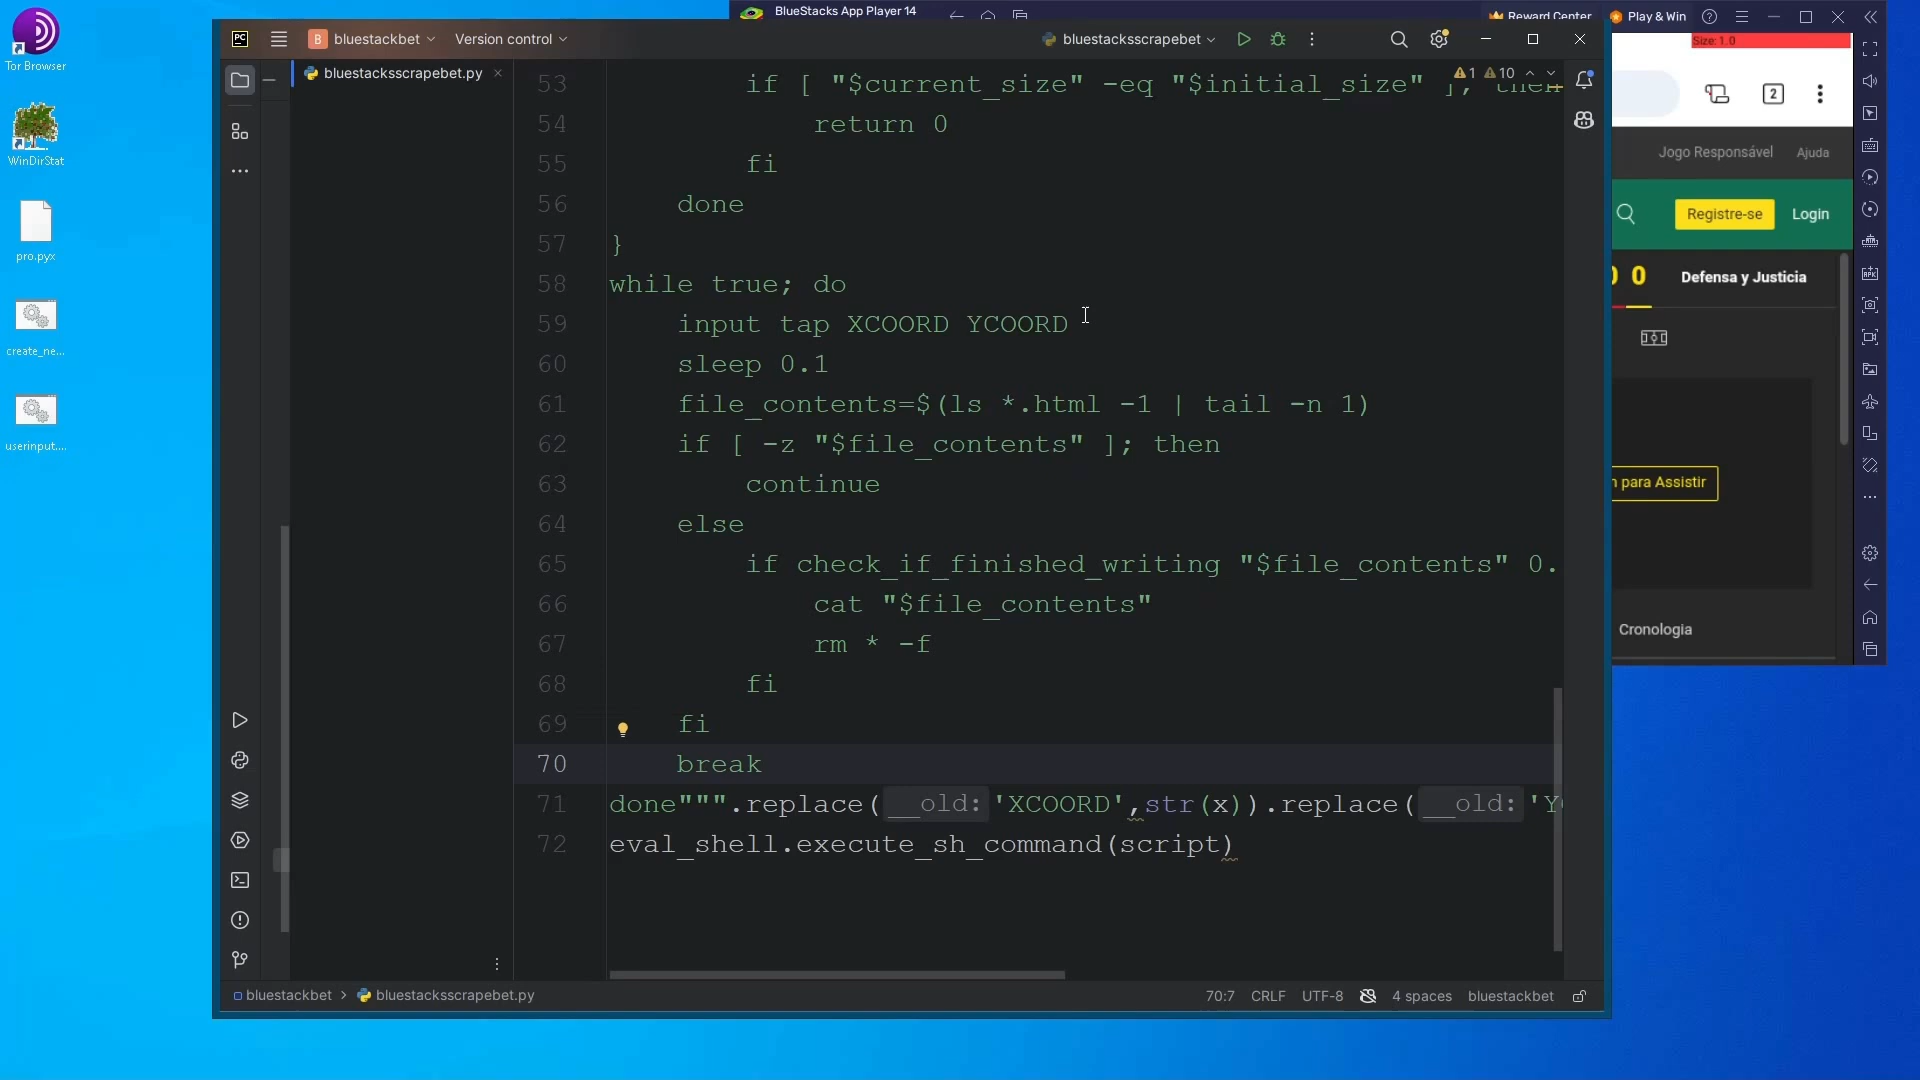 Tor Browser
WinDirStat
pro.pyx
create_ne...
userinput....
BlueStacks App Player 14
Reward Center
Play & Win
PC
B bluestackbet
Version control
bluestacksscrapebet
bluestacksscrapebet.py
1 10
53 if [ "$current_size" -eq "$initial_size" ]; then
54 return 0
55 fi
56 done
57 }
58 while true; do
59 input tap XCOORD YCOORD
60 sleep 0.1
61 file_contents=$(ls *.html -1 | tail -n 1)
62 if [ -z "$file_contents" ]; then
63 continue
64 else
65 if check_if_finished_writing "$file_contents" 0.
66 cat "$file_contents"
67 rm * -f
68 fi
69 fi
70 break
71 done""".replace( __old: 'XCOORD',str(x)).replace( __old: 'Y
72 eval_shell.execute_sh_command(script)
bluestackbet > bluestacksscrapebet.py
70:7 CRLF UTF-8 4 spaces bluestackbet
Size: 1.0
2
Jogo Responsável Ajuda
Registre-se Login
0 Defensa y Justicia
para Assistir
Cronologia